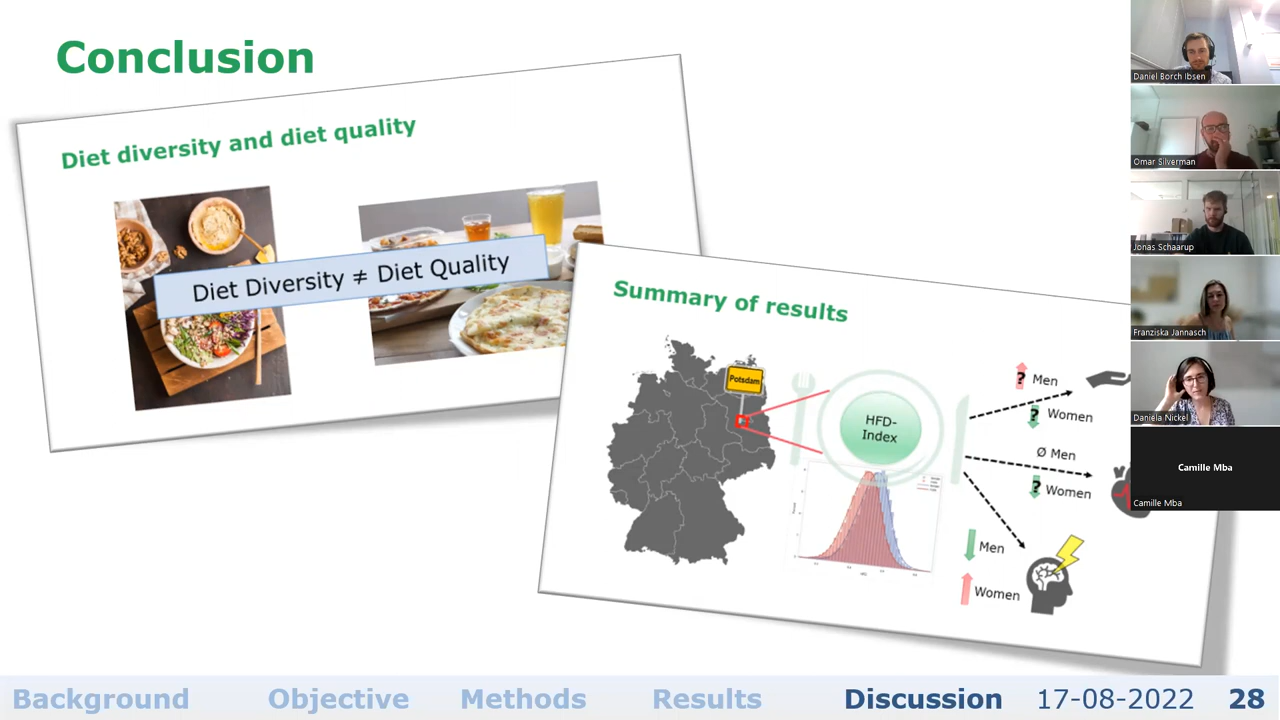 Conclusion
Diet diversity and diet quality
Diet Diversity ≠ Diet Quality
Summary of results
Potsdam
HFD-
Index
? Men
? Women
Ø Men
? Women
Men
Women
Daniel Borch Ibsen
Omar Silverman
Jonas Schaarup
Franziska Jannasch
Daniela Nickel
Camille Mba
Camille Mba
Background Objective Methods Results Discussion 17-08-2022 28